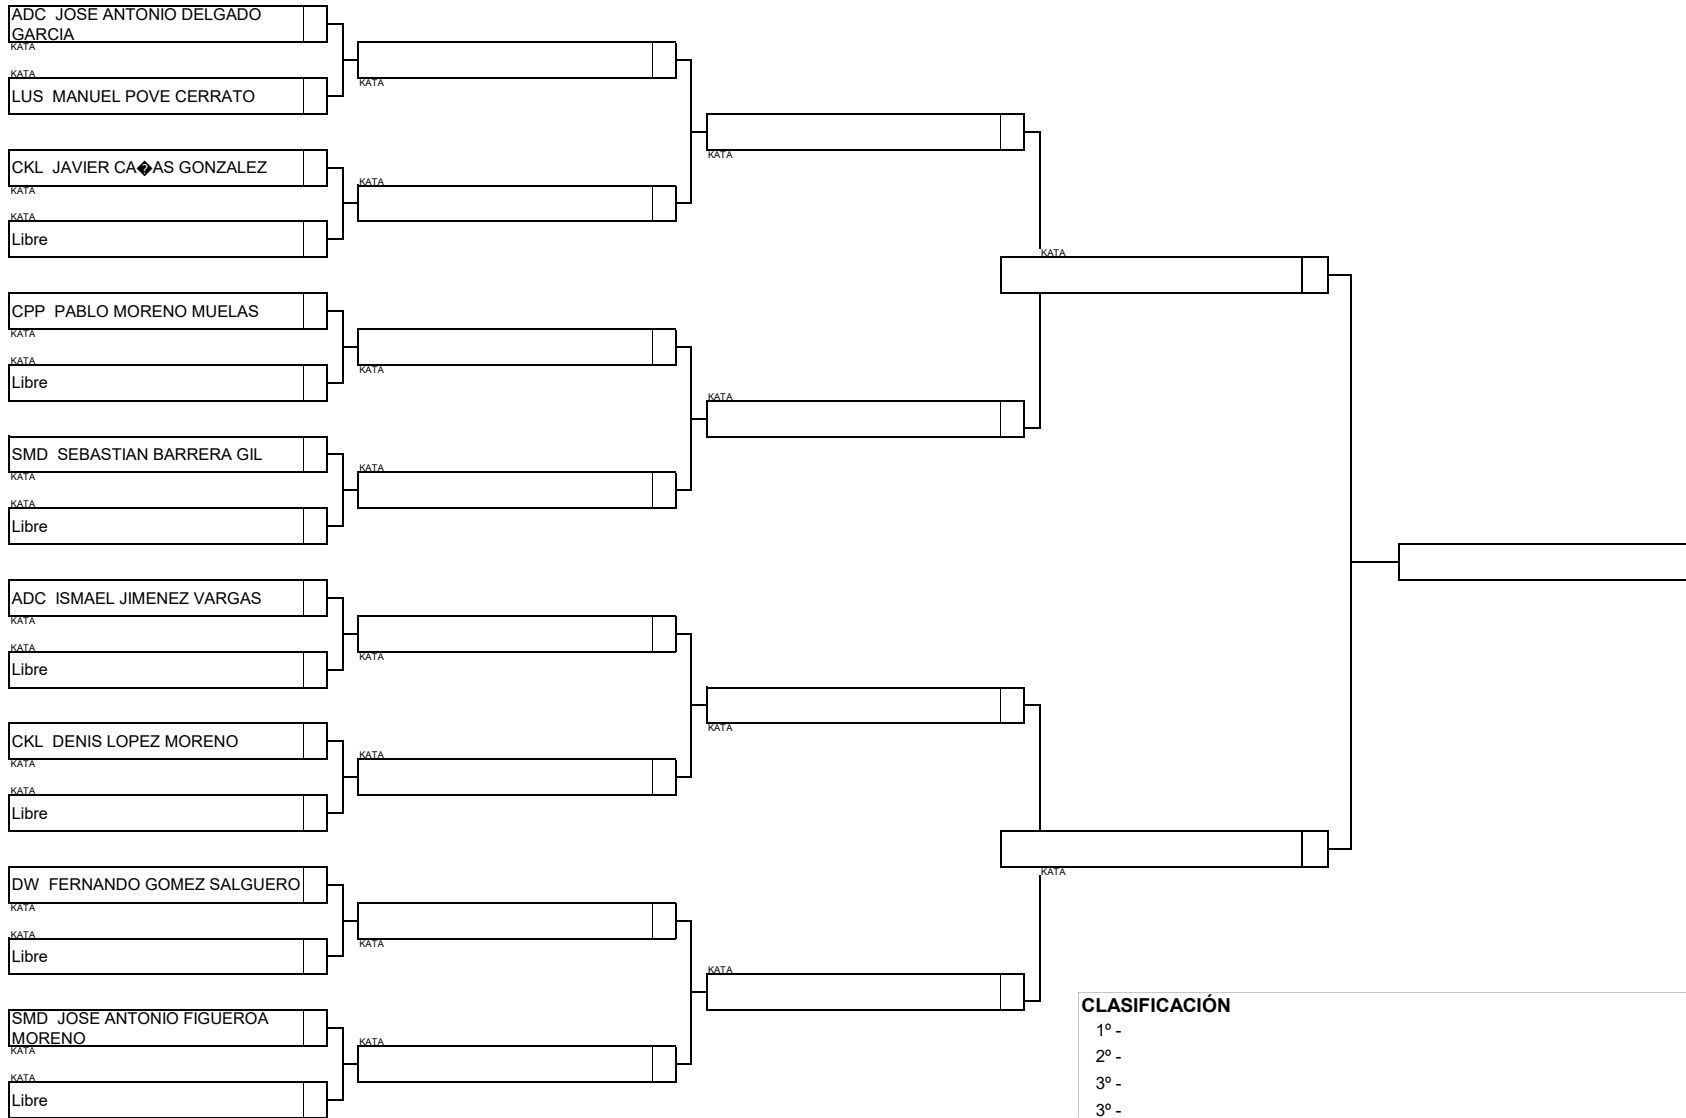 ADC JOSE ANTONIO DELGADO
GARCIA
KATA
KATA
LUS MANUEL POVE CERRATO
CKL JAVIER CA�AS GONZALEZ
KATA
KATA
Libre
CPP PABLO MORENO MUELAS
KATA
KATA
Libre
SMD SEBASTIAN BARRERA GIL
KATA
KATA
Libre
ADC ISMAEL JIMENEZ VARGAS
KATA
KATA
Libre
CKL DENIS LOPEZ MORENO
KATA
KATA
Libre
DW FERNANDO GOMEZ SALGUERO
KATA
KATA
Libre
SMD JOSE ANTONIO FIGUEROA
MORENO
KATA
KATA
Libre
KATA
KATA
KATA
KATA
KATA
KATA
KATA
KATA
KATA
KATA
KATA
KATA
KATA
KATA
CLASIFICACIÓN
1º -
2º -
3º -
3º -